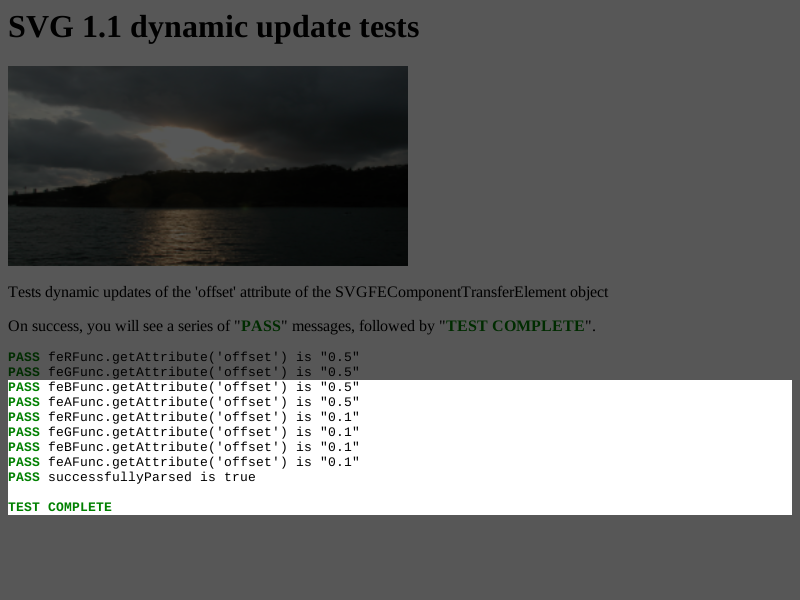 SVG 1.1 dynamic update tests
Tests dynamic updates of the 'offset' attribute of the SVGFEComponentTransferElement object
On success, you will see a series of "PASS" messages, followed by "TEST COMPLETE".
PASS feRFunc.getAttribute('offset') is "0.5"
PASS feGFunc.getAttribute('offset') is "0.5"
PASS feBFunc.getAttribute('offset') is "0.5"
PASS feAFunc.getAttribute('offset') is "0.5"
PASS feRFunc.getAttribute('offset') is "0.1"
PASS feGFunc.getAttribute('offset') is "0.1"
PASS feBFunc.getAttribute('offset') is "0.1"
PASS feAFunc.getAttribute('offset') is "0.1"
PASS successfullyParsed is true
TEST COMPLETE